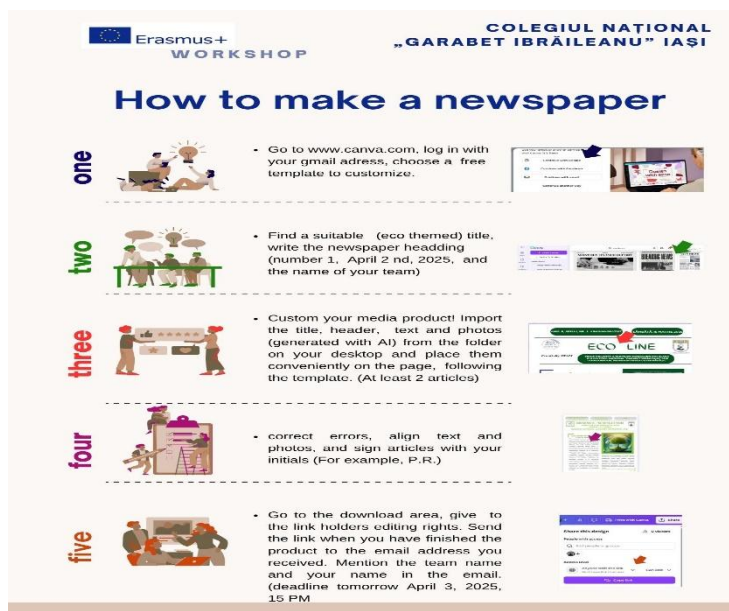 Erasmus+
WORKSHOP
COLEGIUL NAȚIONAL
„GARABET IBRĂILEANU” IAȘI
How to make a newspaper
one
• Go to www.canva.com, log in with
your gmail adress, choose a free
template to customize.
two
• Find a suitable (eco themed) title,
write the newspaper headding
(number 1, April 2 nd, 2025, and
the name of your team)
BREAKING NEWS
three
• Custom your media product! Import
the title, header, text and photos
(generated with AI) from the folder
on your desktop and place them
conveniently on the page, following
the template. (At least 2 articles)
ECO LINE
four
• correct errors, align text and
photos, and sign articles with your
initials (For example, P.R.)
five
• Go to the download area, give to
the link holders editing rights. Send
the link when you have finished the
product to the email address you
received. Mention the team name
and your name in the email.
(deadline tomorrow April 3, 2025,
15 PM
Share this design